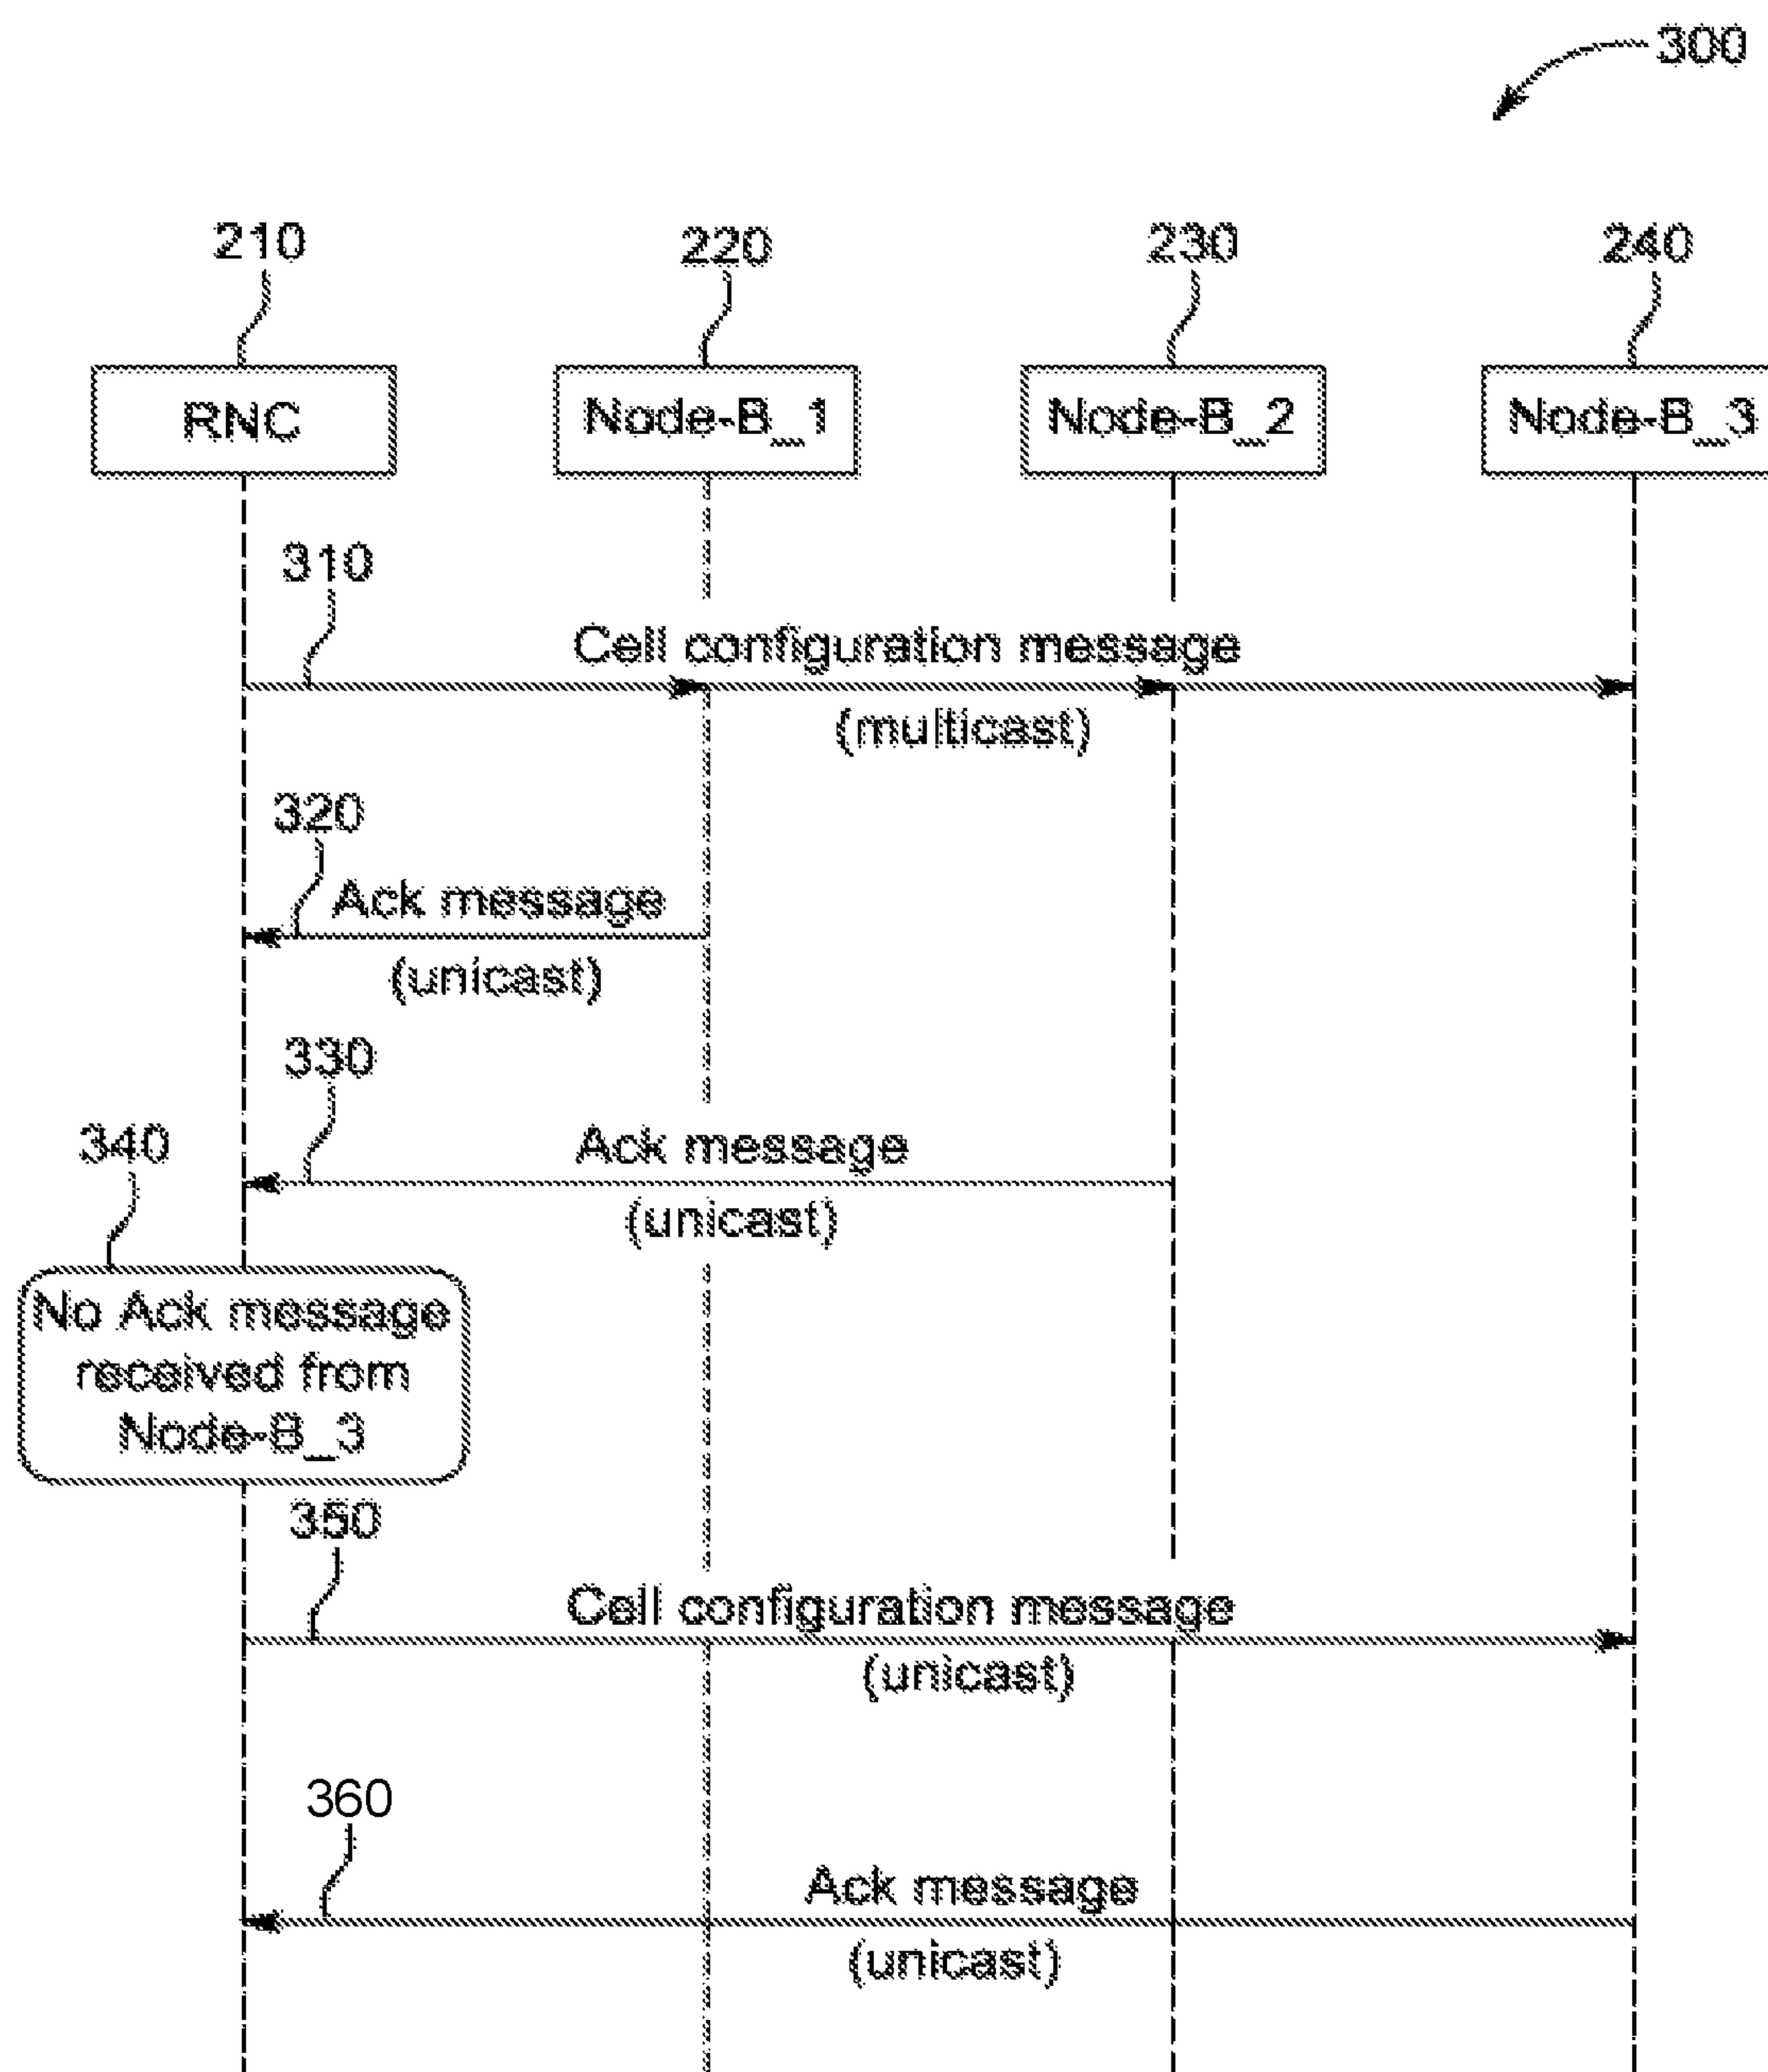 300
210
220
230
240
RNC
Node-B_1
Node-B_2
Node-B_3
310
Cell configuration message
(multicast)
320
Ack message
(unicast)
330
340
Ack message
(unicast)
No Ack message
received from
Node-B_3
350
Cell configuration message
(unicast)
360
Ack message
(unicast)